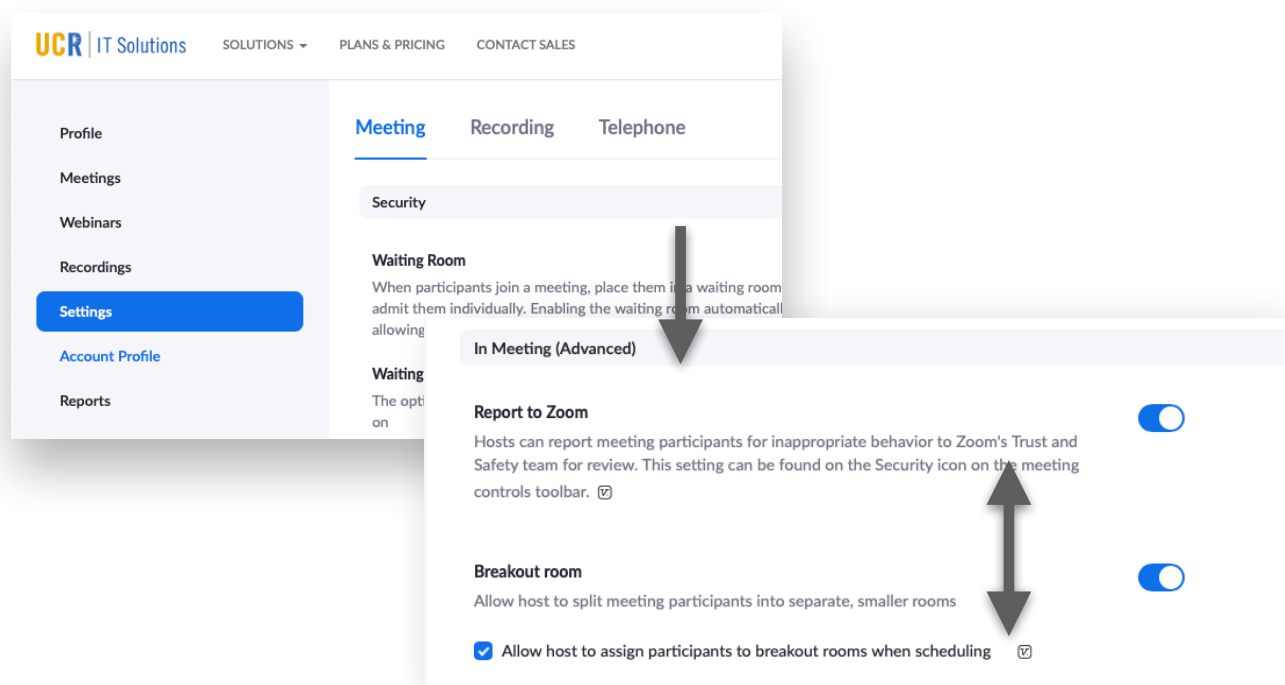 UCR IT Solutions SOLUTIONS PLANS & PRICING CONTACT SALES
Profile
Meetings
Webinars
Recordings
Settings
Account Profile
Reports
Meeting Recording Telephone
Security
Waiting Room
When participants join a meeting, place them in a waiting room
admit them individually. Enabling the waiting room automaticall
allowing
Waiting
The opti
on
In Meeting (Advanced)
Report to Zoom
Hosts can report meeting participants for inappropriate behavior to Zoom's Trust and
Safety team for review. This setting can be found on the Security icon on the meeting
controls toolbar.
Breakout room
Allow host to split meeting participants into separate, smaller rooms
Allow host to assign participants to breakout rooms when scheduling